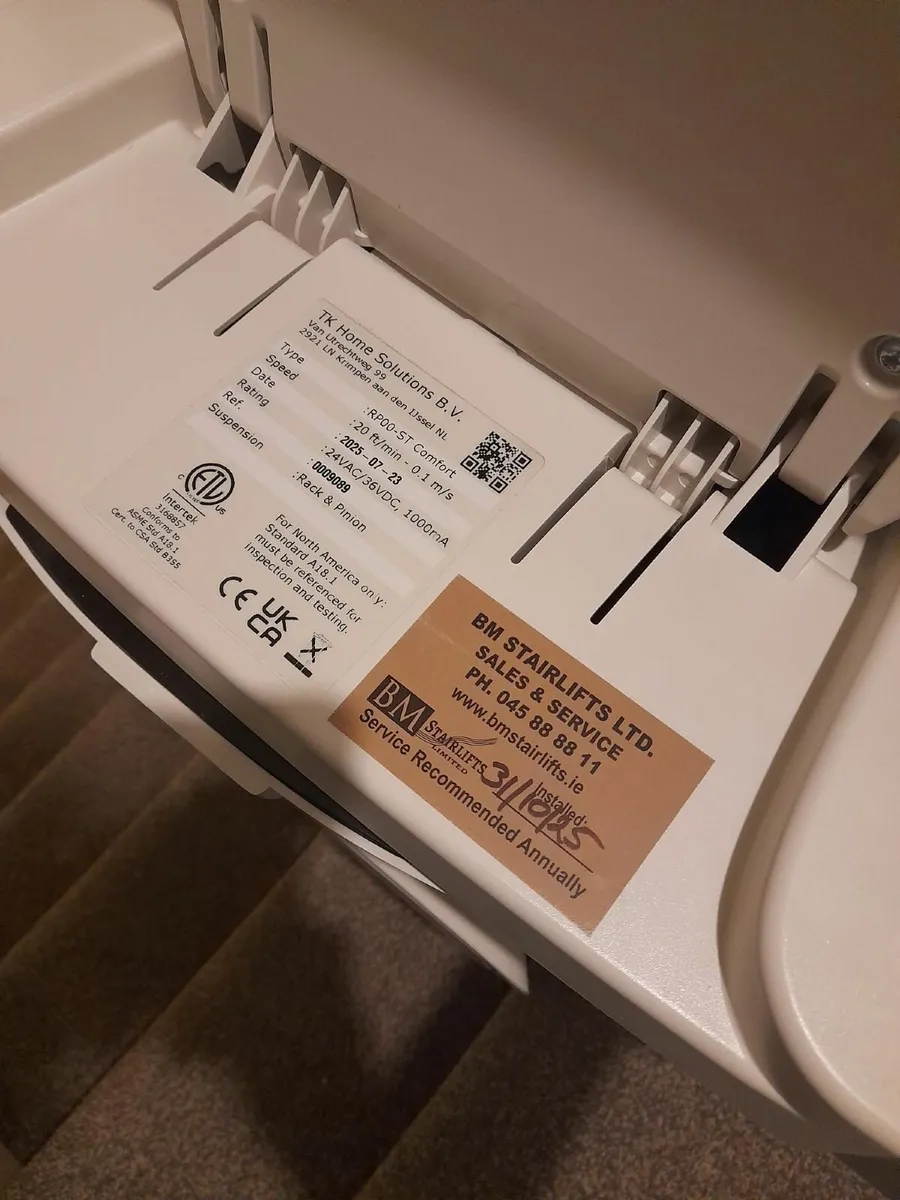 TK Home Solutions B.V.
Van Utrechtweg 99
2921 LN Krimpen aan den IJssel NL
Type :RP00-ST Comfort
Speed :20 ft/min - 0.1 m/s
Date : 2025-07-23
Rating :24VAC/36VDC, 1000mA
Ref. :0009089
Suspension :Rack & Pinion
C ETL US
Intertek
3168857
Conforms to
ASME Std A18.1
Cert. to CSA Std B355
For North America only:
Standard A18.1
must be referenced for
inspection and testing.
CE UK
CA
BM STAIRLIFTS LTD.
SALES & SERVICE
PH. 045 88 88 11
www.bmstairlifts.ie
BM STAIRLIFTS
LIMITED
Installed: 31/10/25
Service Recommended Annually